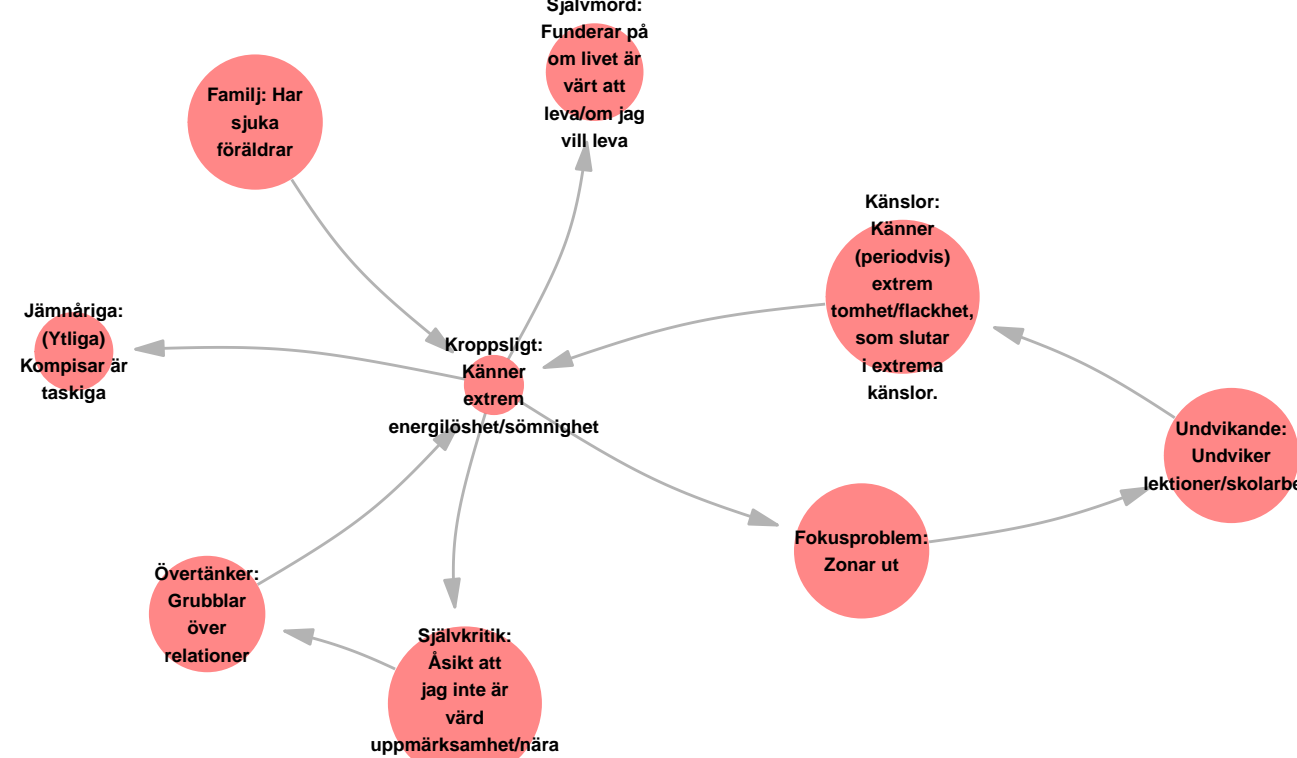 Självmord:
Funderar på
om livet är
värt att
leva/om jag
vill leva
Familj: Har
sjuka
föräldrar
Känslor:
Känner
(periodvis)
extrem
tomhet/flackhet,
som slutar
i extrema
känslor.
Jämnåriga:
(Ytliga)
Kompisar är
taskiga
Kroppsligt:
Känner
extrem
energilöshet/sömnighet
Undvikande:
Undviker
lektioner/skolarbe
Fokusproblem:
Zonar ut
Övertänker:
Grubblar
över
relationer
Självkritik:
Åsikt att
jag inte är
värd
uppmärksamhet/nära